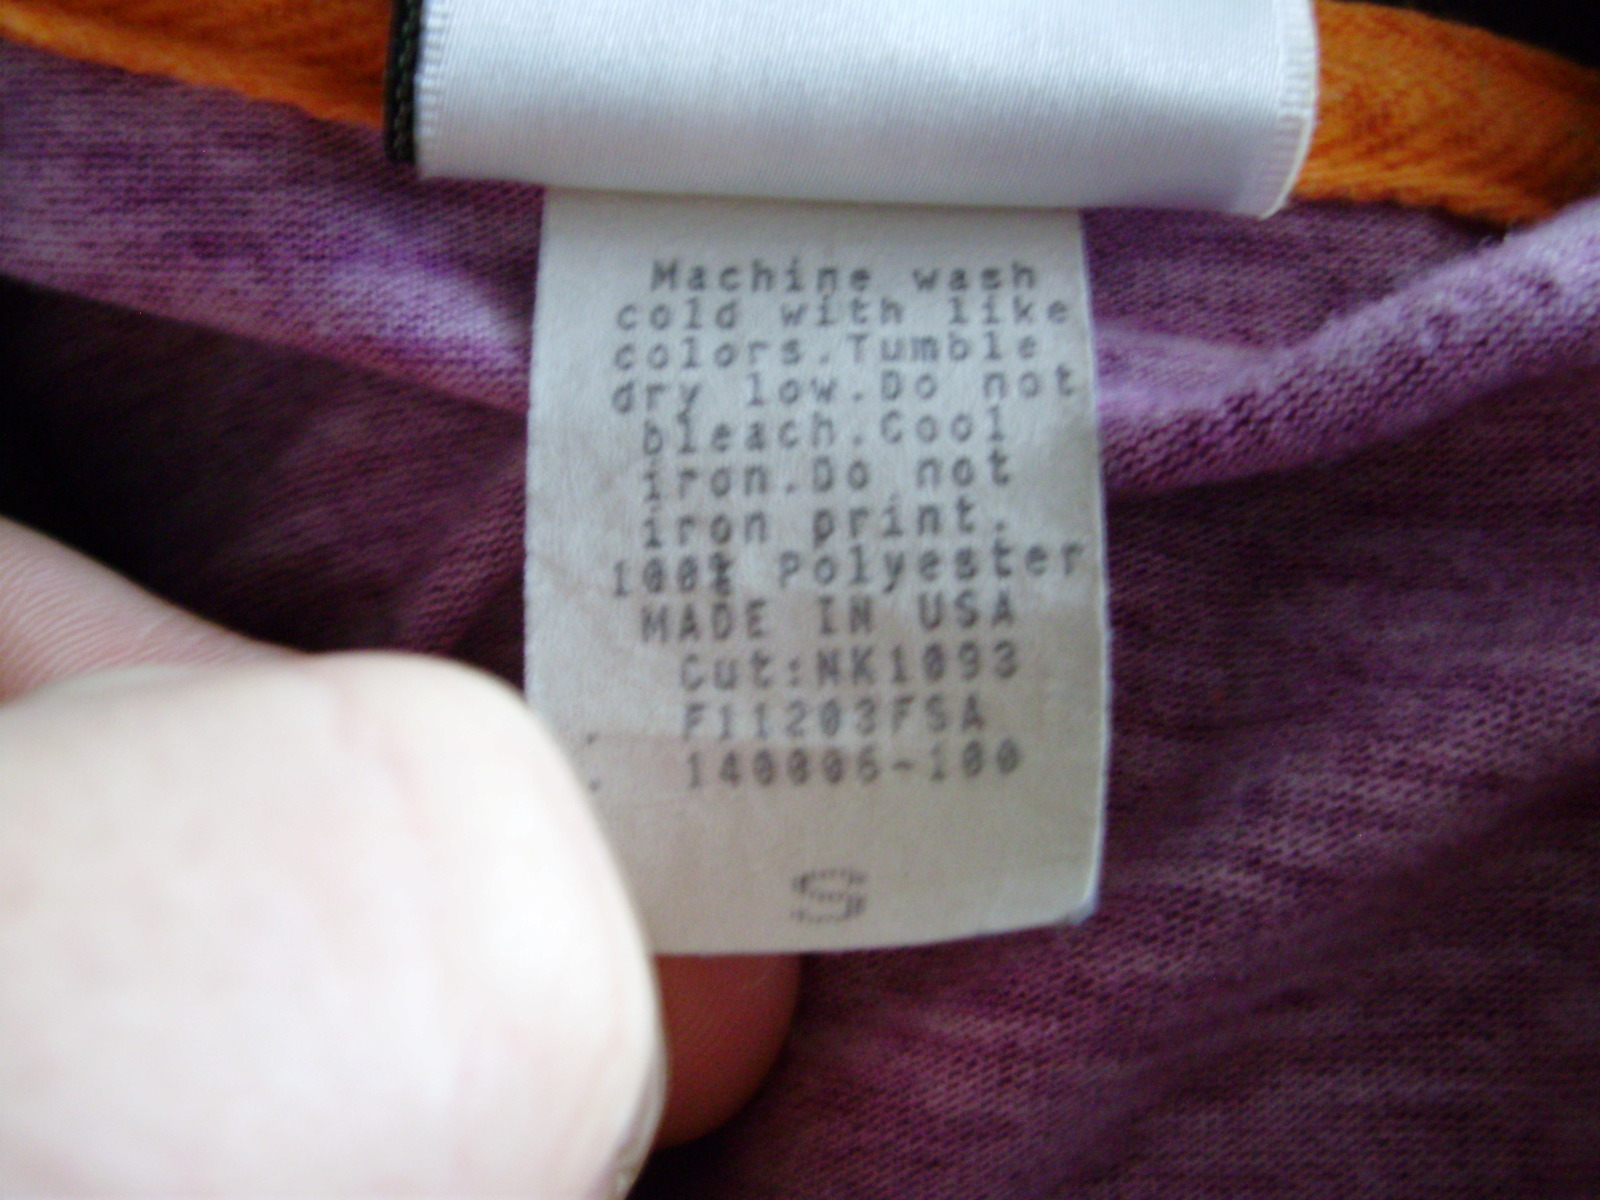 Machine wash
cold with like
colors.Tumble
dry low.Do not
bleach.Cool
iron.Do not
iron print.
100% Polyester
MADE IN USA
Cut:NK1093
F11203FSA
140006-100
S